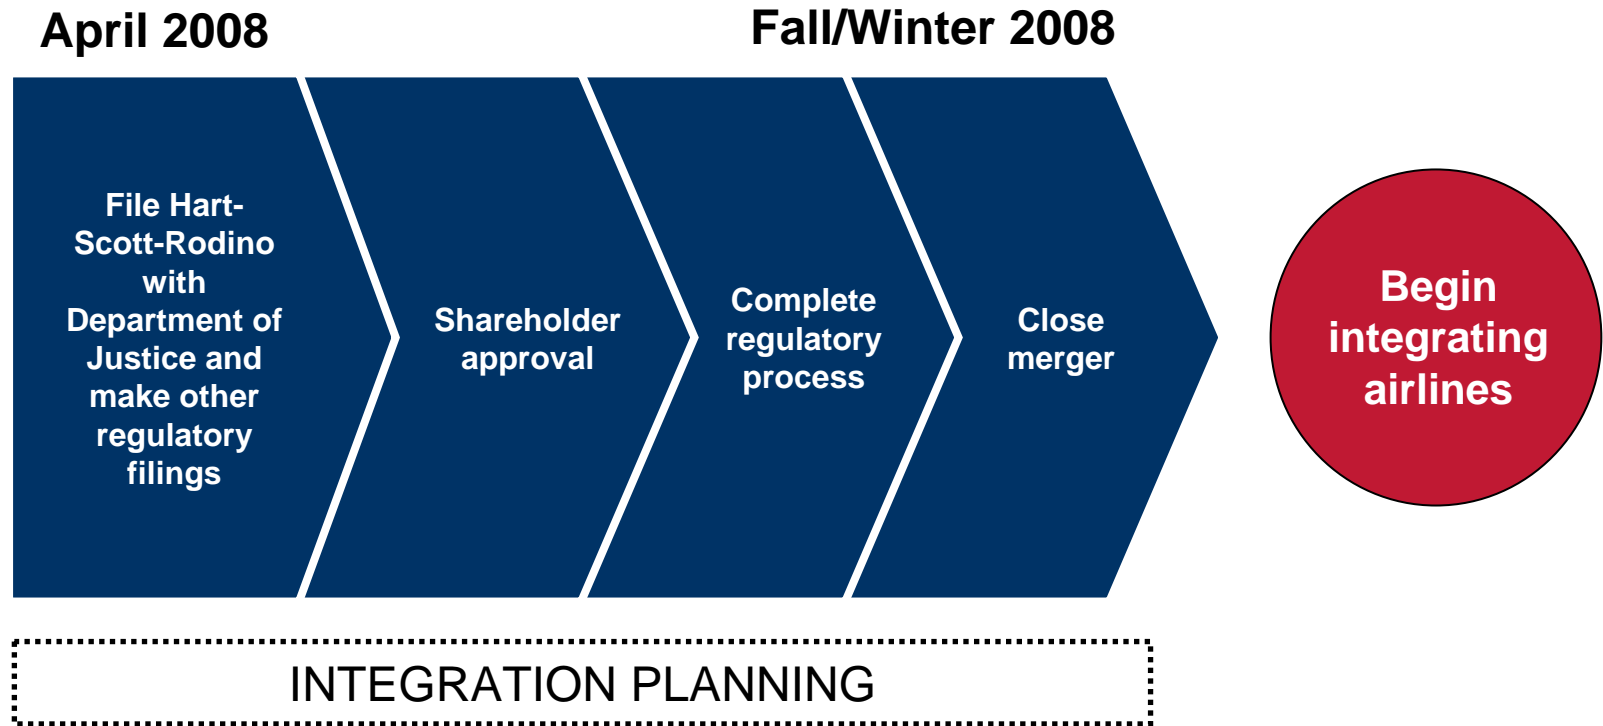 April 2008
Fall/Winter 2008
File Hart-
Scott-Rodino
with
Department of
Justice and
make other
regulatory
filings
Shareholder
approval
Complete
regulatory
process
Close
merger
Begin
integrating
airlines
INTEGRATION PLANNING